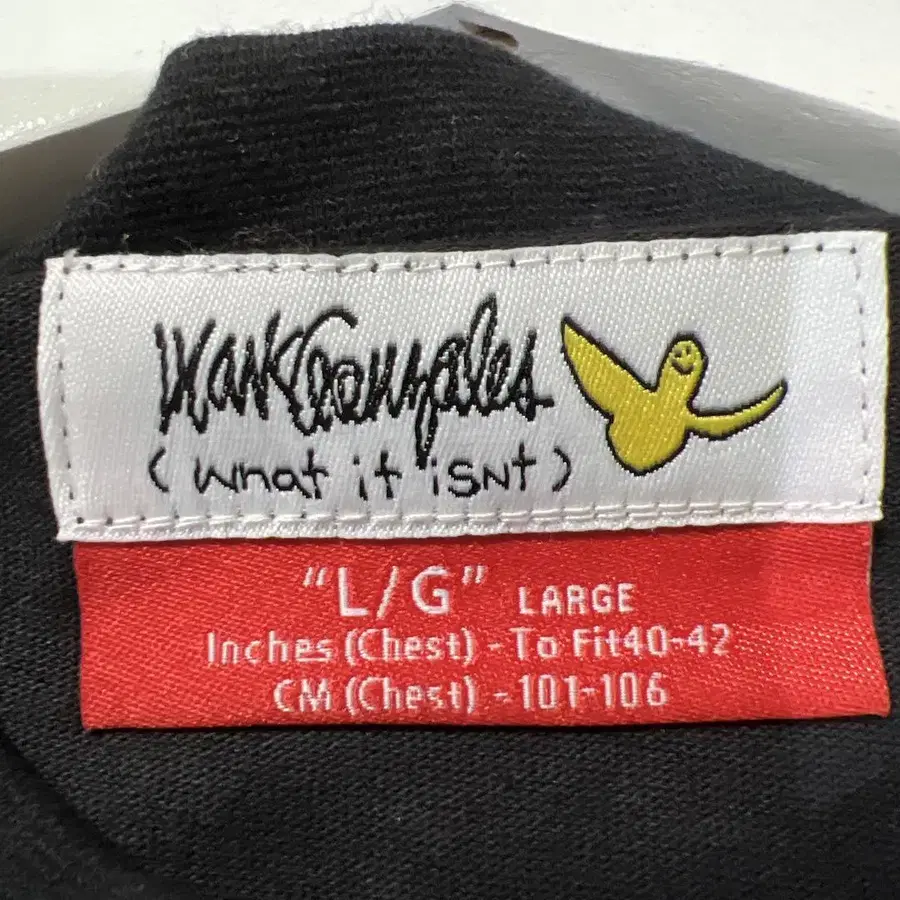 Mark Gonzales
( what it isNt )
"L/G" LARGE
Inches (Chest) - To Fit40-42
CM (Chest) -101-106